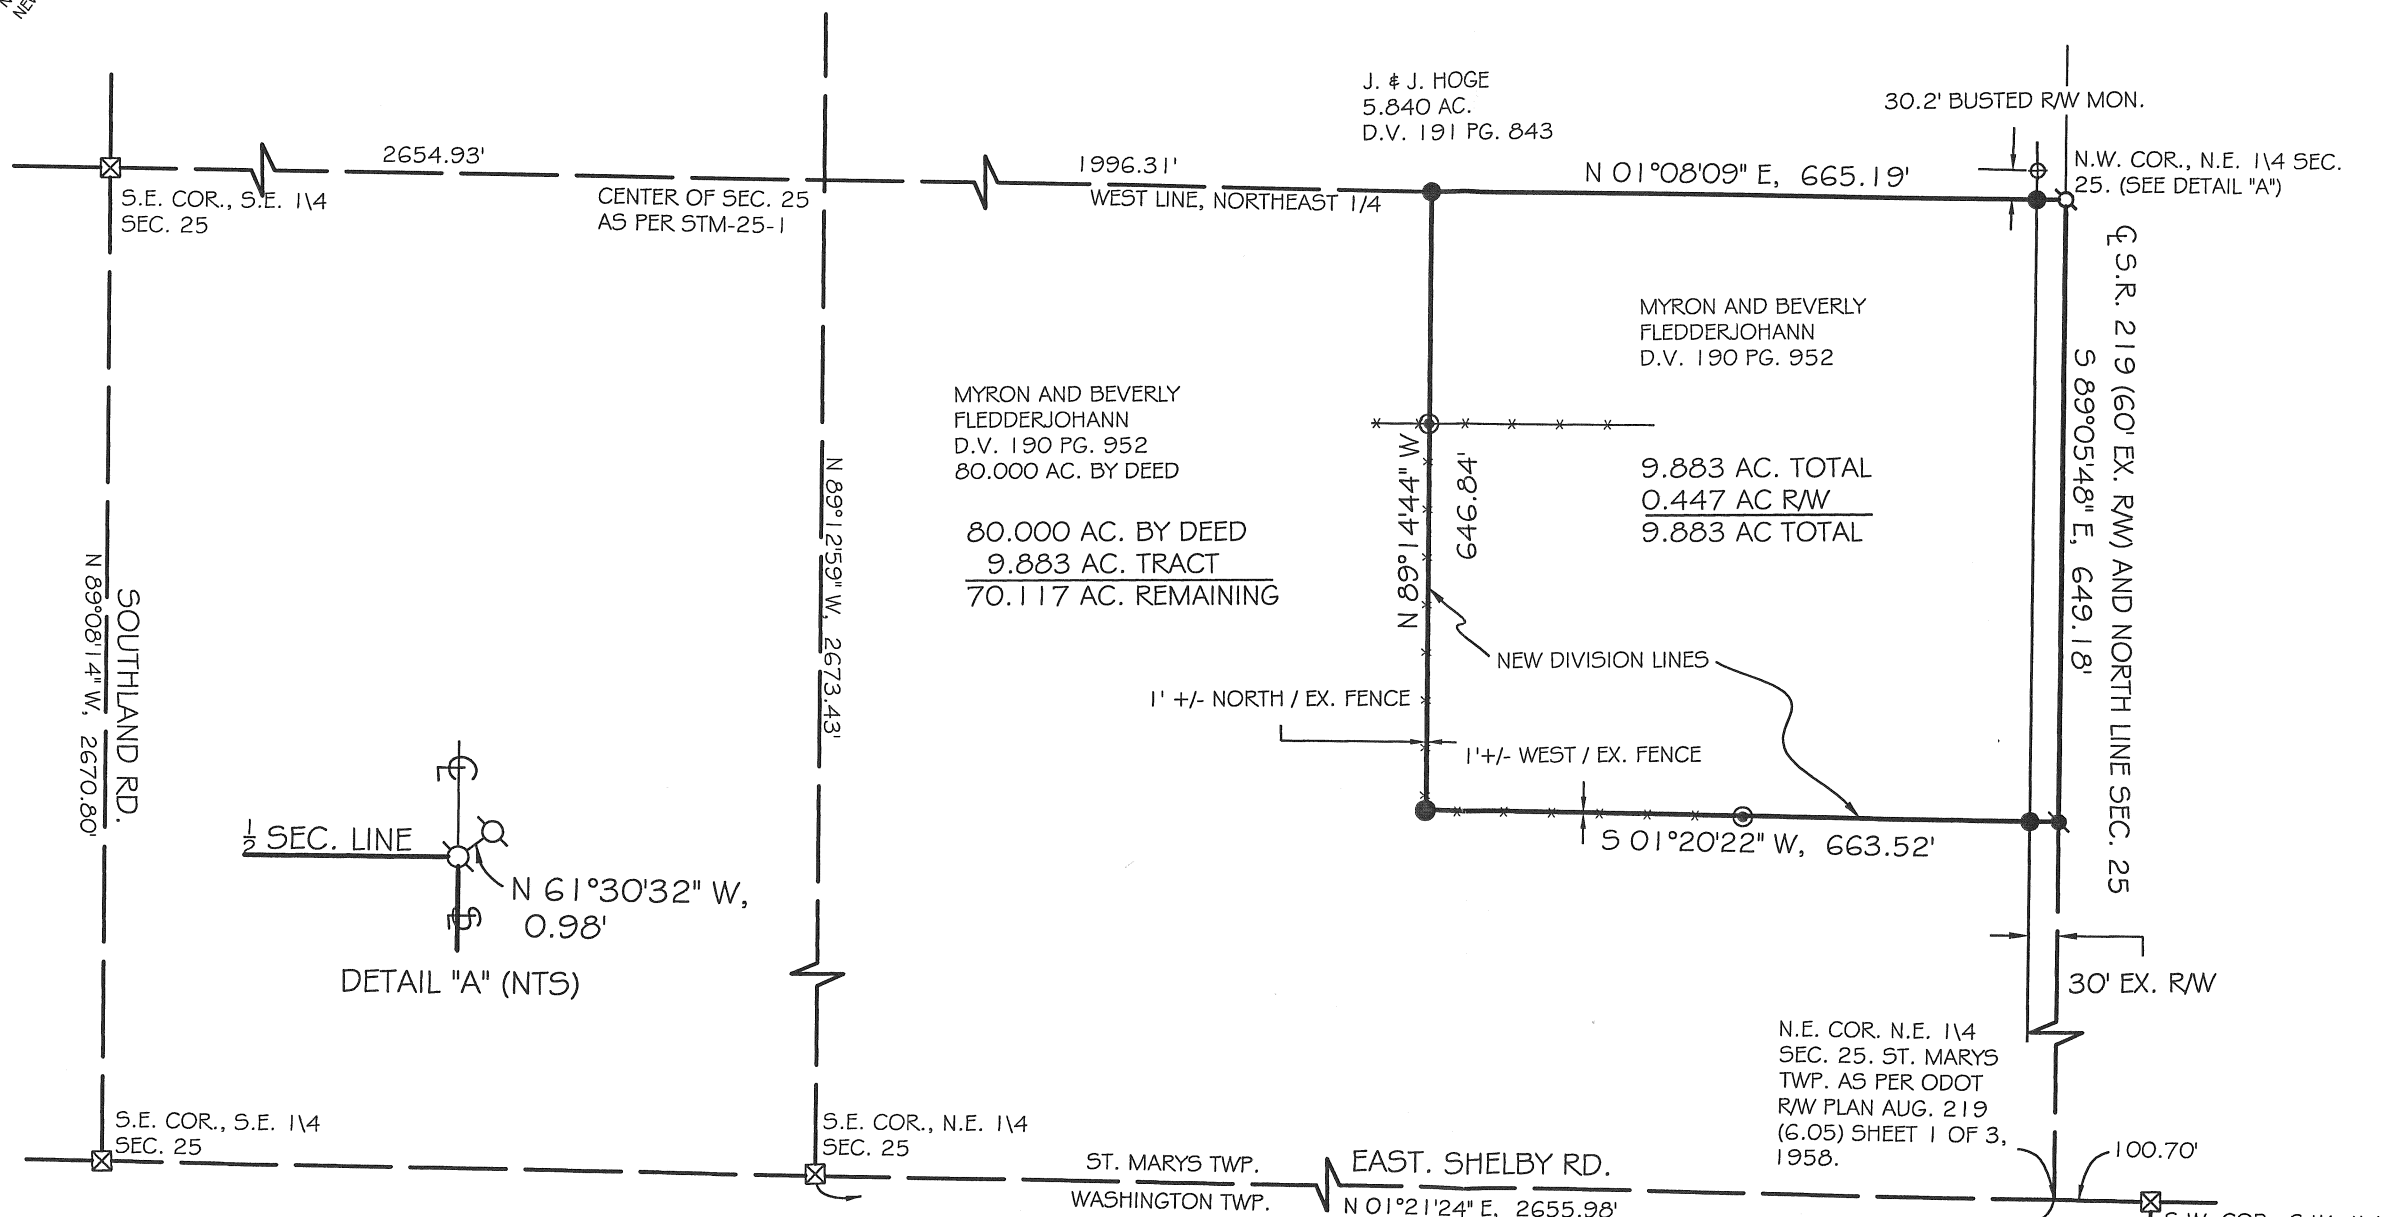 J. & J. HOGE
5.840 AC.
D.V. 191 PG. 843
30.2' BUSTED R/W MON.
2654.93'
1996.31'
N 01°08'09" E, 665.19'
N.W. COR., N.E. 1\4 SEC.
25. (SEE DETAIL "A")
S.E. COR., S.E. 1\4
SEC. 25
CENTER OF SEC. 25
AS PER STM-25-1
WEST LINE, NORTHEAST 1/4
℄ S.R. 219 (60' EX. R/W) AND NORTH LINE SEC. 25
S 89°05'48" E, 649.18'
MYRON AND BEVERLY
FLEDDERJOHANN
D.V. 190 PG. 952
MYRON AND BEVERLY
FLEDDERJOHANN
D.V. 190 PG. 952
80.000 AC. BY DEED
80.000 AC. BY DEED
9.883 AC. TRACT
70.117 AC. REMAINING
N 89°14'44" W
646.84'
9.883 AC. TOTAL
0.447 AC R/W
9.883 AC TOTAL
N 89°12'59" W, 2673.43'
SOUTHLAND RD.
N 89°08'14" W, 2670.80'
NEW DIVISION LINES
1' +/- NORTH / EX. FENCE
1'+/- WEST / EX. FENCE
S 01°20'22" W, 663.52'
1/2 SEC. LINE
N 61°30'32" W,
0.98'
DETAIL "A" (NTS)
30' EX. R/W
N.E. COR. N.E. 1\4
SEC. 25. ST. MARYS
TWP. AS PER ODOT
R/W PLAN AUG. 219
(6.05) SHEET 1 OF 3,
1958.
100.70'
S.E. COR., S.E. 1\4
SEC. 25
S.E. COR., N.E. 1\4
SEC. 25
ST. MARYS TWP.
WASHINGTON TWP.
EAST. SHELBY RD.
N 01°21'24" E, 2655.98'